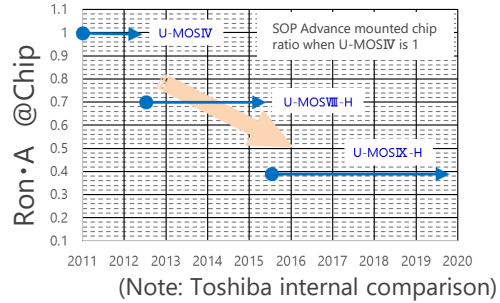 1.1
1
0.9
0.8
0.7
0.6
0.5
0.4
0.3
0.2
0.1
Ron・A @Chip
U-MOSⅣ
SOP Advance mounted chip
ratio when U-MOSⅣ is 1
U-MOSⅧ-H
U-MOSⅨ-H
2011 2012 2013 2014 2015 2016 2017 2018 2019 2020
(Note: Toshiba internal comparison)